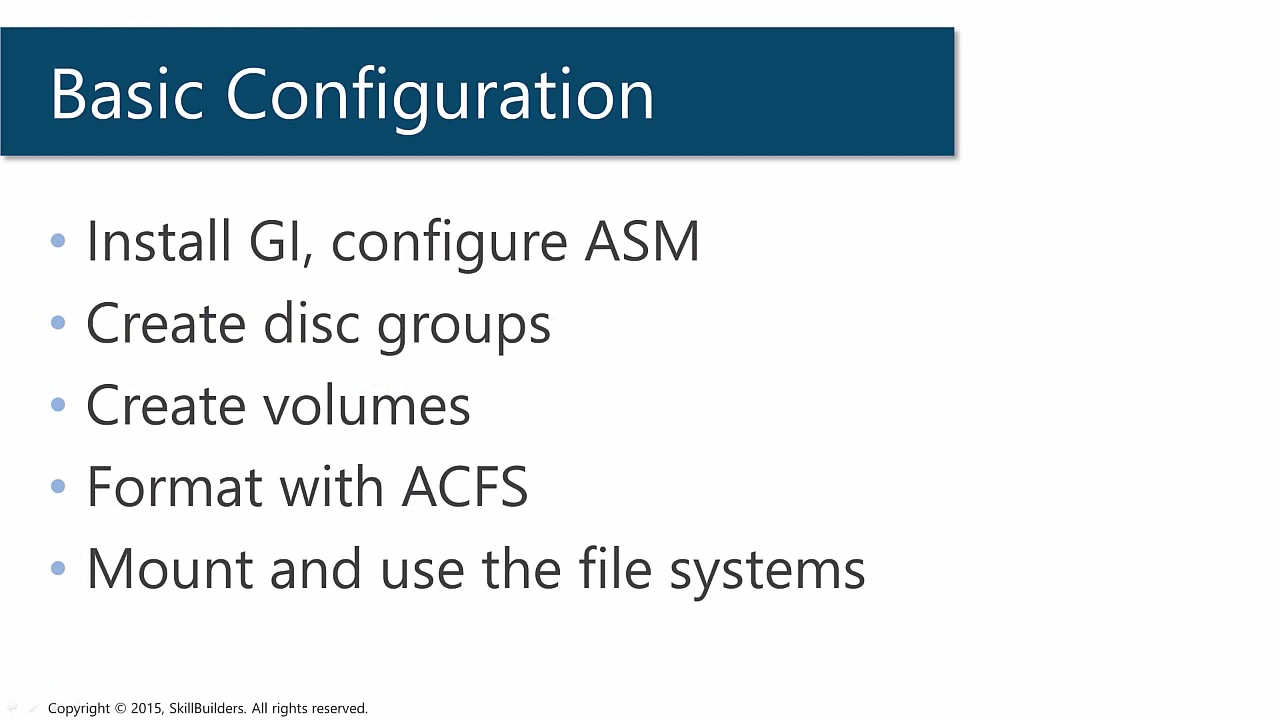 Basic Configuration
• Install GI, configure ASM
• Create disc groups
• Create volumes
• Format with ACFS
• Mount and use the file systems
Copyright © 2015, SkillBuilders. All rights reserved.